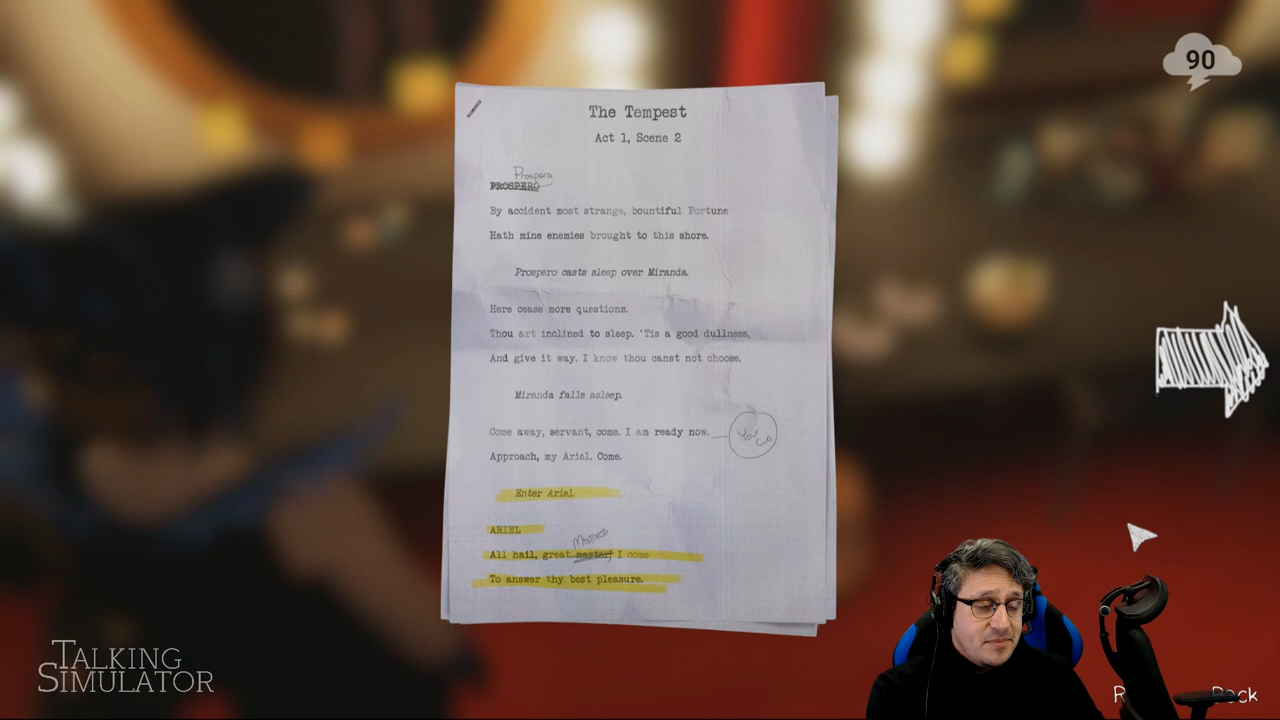 90
The Tempest
Act 1, Scene 2
Prospero
PROSPERO
By accident most strange, bountiful Fortune
Hath mine enemies brought to this shore.
Prospero casts sleep over Miranda.
Here cease more questions.
Thou art inclined to sleep. 'Tis a good dullness,
And give it way. I know thou canst not choose.
Miranda falls asleep.
Come away, servant, come. I am ready now.
Approach, my Ariel. Come.
Enter Ariel.
ARIEL
Mistress
All hail, great master, I come
To answer thy best pleasure.
TALKING
SIMULATOR